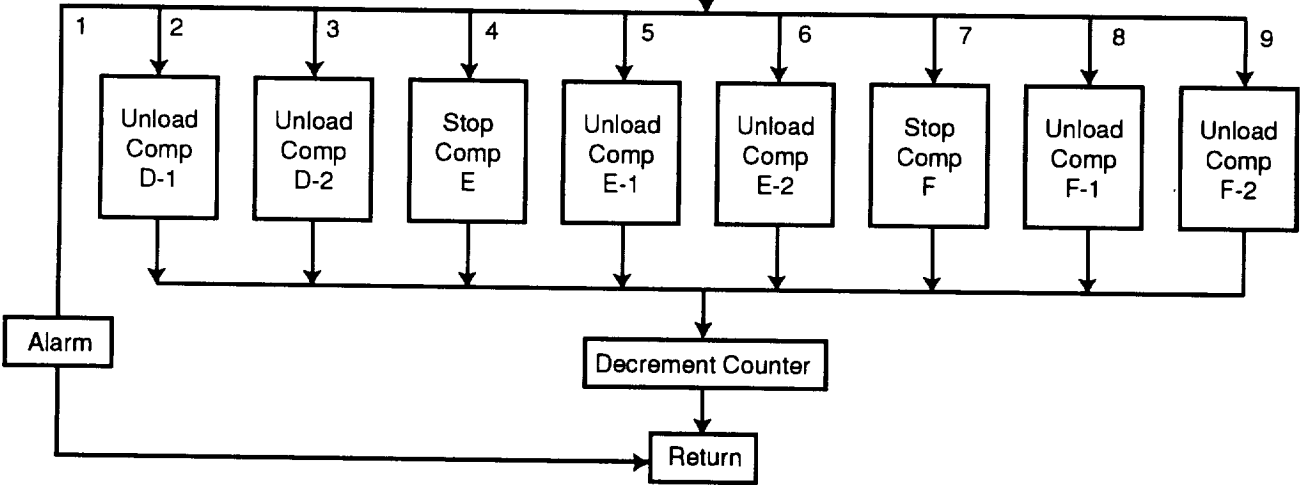 1 2 3 4 5 6 7 8 9
Unload
Comp
D-1
Unload
Comp
D-2
Stop
Comp
E
Unload
Comp
E-1
Unload
Comp
E-2
Stop
Comp
F
Unload
Comp
F-1
Unload
Comp
F-2
Alarm
Decrement Counter
Return